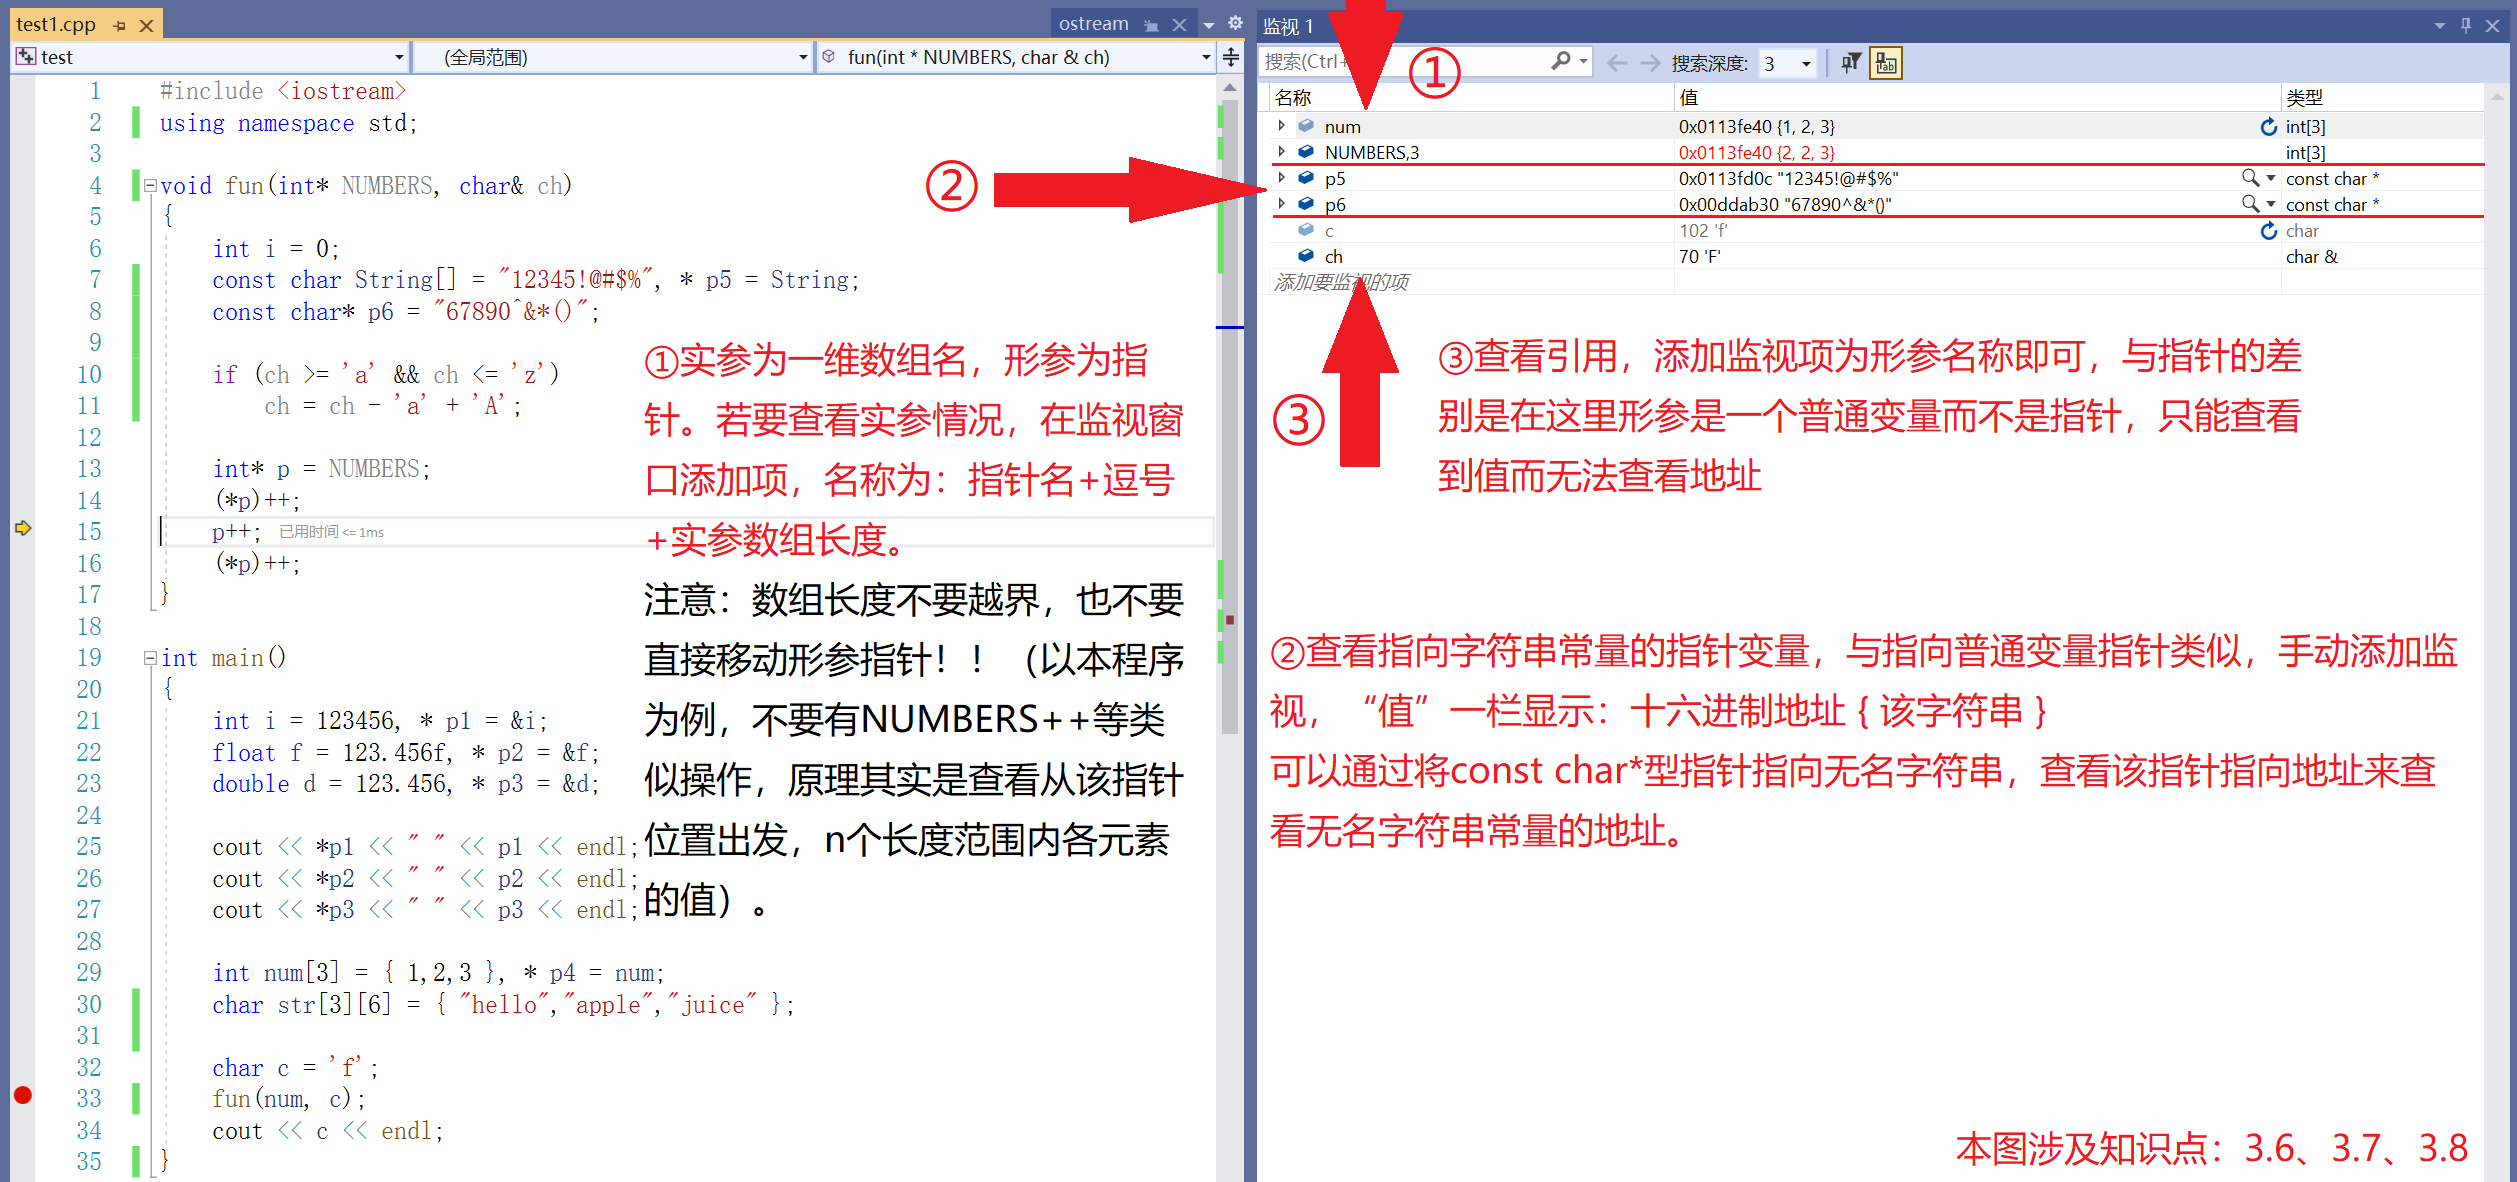 test1.cpp
ostream
test
(全局范围)
fun(int * NUMBERS, char & ch)
1 #include <iostream>
2 using namespace std;
3
4 void fun(int* NUMBERS, char& ch)
5 {
6 int i = 0;
7 const char String[] = "12345!@#$%", * p5 = String;
8 const char* p6 = "67890^&*()";
9
10 if (ch >= 'a' && ch <= 'z')
11 ch = ch - 'a' + 'A';
12
13 int* p = NUMBERS;
14 (*p)++;
15 p++; 已用时间 <= 1ms
16 (*p)++;
17 }
18
19 int main()
20 {
21 int i = 123456, * p1 = &i;
22 float f = 123.456f, * p2 = &f;
23 double d = 123.456, * p3 = &d;
24
25 cout << *p1 << " " << p1 << endl;
26 cout << *p2 << " " << p2 << endl;
27 cout << *p3 << " " << p3 << endl;
28
29 int num[3] = { 1,2,3 }, * p4 = num;
30 char str[3][6] = { "hello","apple","juice" };
31
32 char c = 'f';
33 fun(num, c);
34 cout << c << endl;
35 }
①实参为一维数组名，形参为指
针。若要查看实参情况，在监视窗
口添加项，名称为：指针名+逗号
+实参数组长度。
注意：数组长度不要越界，也不要
直接移动形参指针！！（以本程序
为例，不要有NUMBERS++等类
似操作，原理其实是查看从该指针
位置出发，n个长度范围内各元素
的值）。
②
监视 1
搜索(Ctrl+
①
搜索深度: 3
名称 值 类型
num 0x0113fe40 {1, 2, 3} int[3]
NUMBERS,3 0x0113fe40 {2, 2, 3} int[3]
p5 0x0113fd0c "12345!@#$%" const char *
p6 0x00ddab30 "67890^&*()" const char *
c 102 'f' char
ch 70 'F' char &
添加要监视的项
③
③查看引用，添加监视项为形参名称即可，与指针的差
别是在这里形参是一个普通变量而不是指针，只能查看
到值而无法查看地址
②查看指向字符串常量的指针变量，与指向普通变量指针类似，手动添加监
视，“值”一栏显示：十六进制地址 { 该字符串 }
可以通过将const char*型指针指向无名字符串，查看该指针指向地址来查
看无名字符串常量的地址。
本图涉及知识点：3.6、3.7、3.8